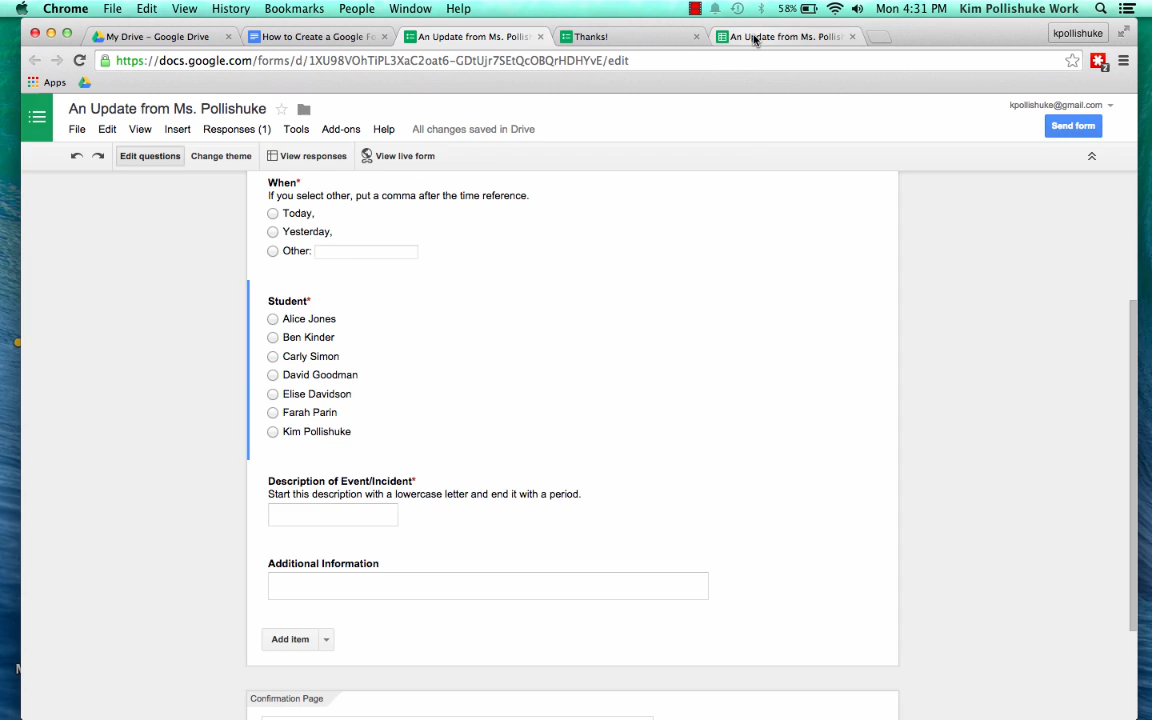 Chrome File Edit View History Bookmarks People Window Help 58% Mon 4:31 PM Kim Pollishuke Work
My Drive – Google Drive × How to Create a Google Fo × An Update from Ms. Pollish × Thanks! × An Update from Ms. Pollish × kpollishuke
https://docs.google.com/forms/d/1XU98VOhTiPL3XaC2oat6-GDtUjr7SEtQcOBQrHDHYvE/edit 2
Apps
An Update from Ms. Pollishuke kpollishuke@gmail.com
File Edit View Insert Responses (1) Tools Add-ons Help All changes saved in Drive Send form
Edit questions Change theme View responses View live form
When*
If you select other, put a comma after the time reference.
Today,
Yesterday,
Other:
Student*
Alice Jones
Ben Kinder
Carly Simon
David Goodman
Elise Davidson
Farah Parin
Kim Pollishuke
Description of Event/Incident*
Start this description with a lowercase letter and end it with a period.
Additional Information
Add item
Confirmation Page